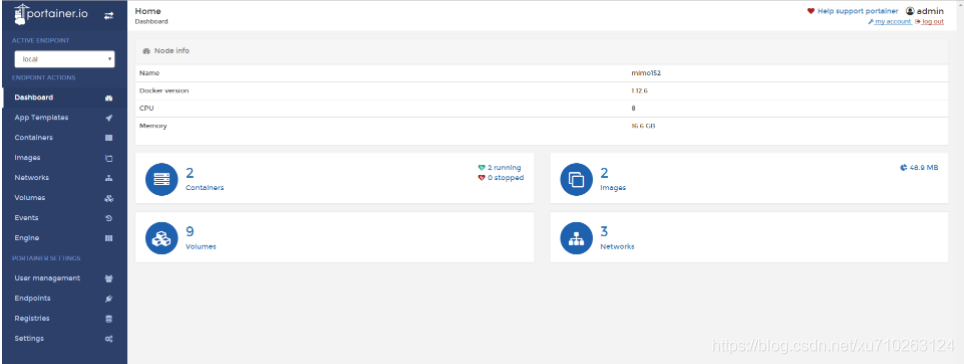 portainer.io
Home
Dashboard
Help support portainer
admin
my account
log out
ACTIVE ENDPOINT
local
ENDPOINT ACTIONS
Dashboard
App Templates
Containers
Images
Networks
Volumes
Events
Engine
PORTAINER SETTINGS
User management
Endpoints
Registries
Settings
Node info
Name mimo152
Docker version 1.12.6
CPU 8
Memory 16.6 GB
2
Containers
2 running
0 stopped
2
Images
48.9 MB
9
Volumes
3
Networks
https://blog.csdn.net/xu710263124